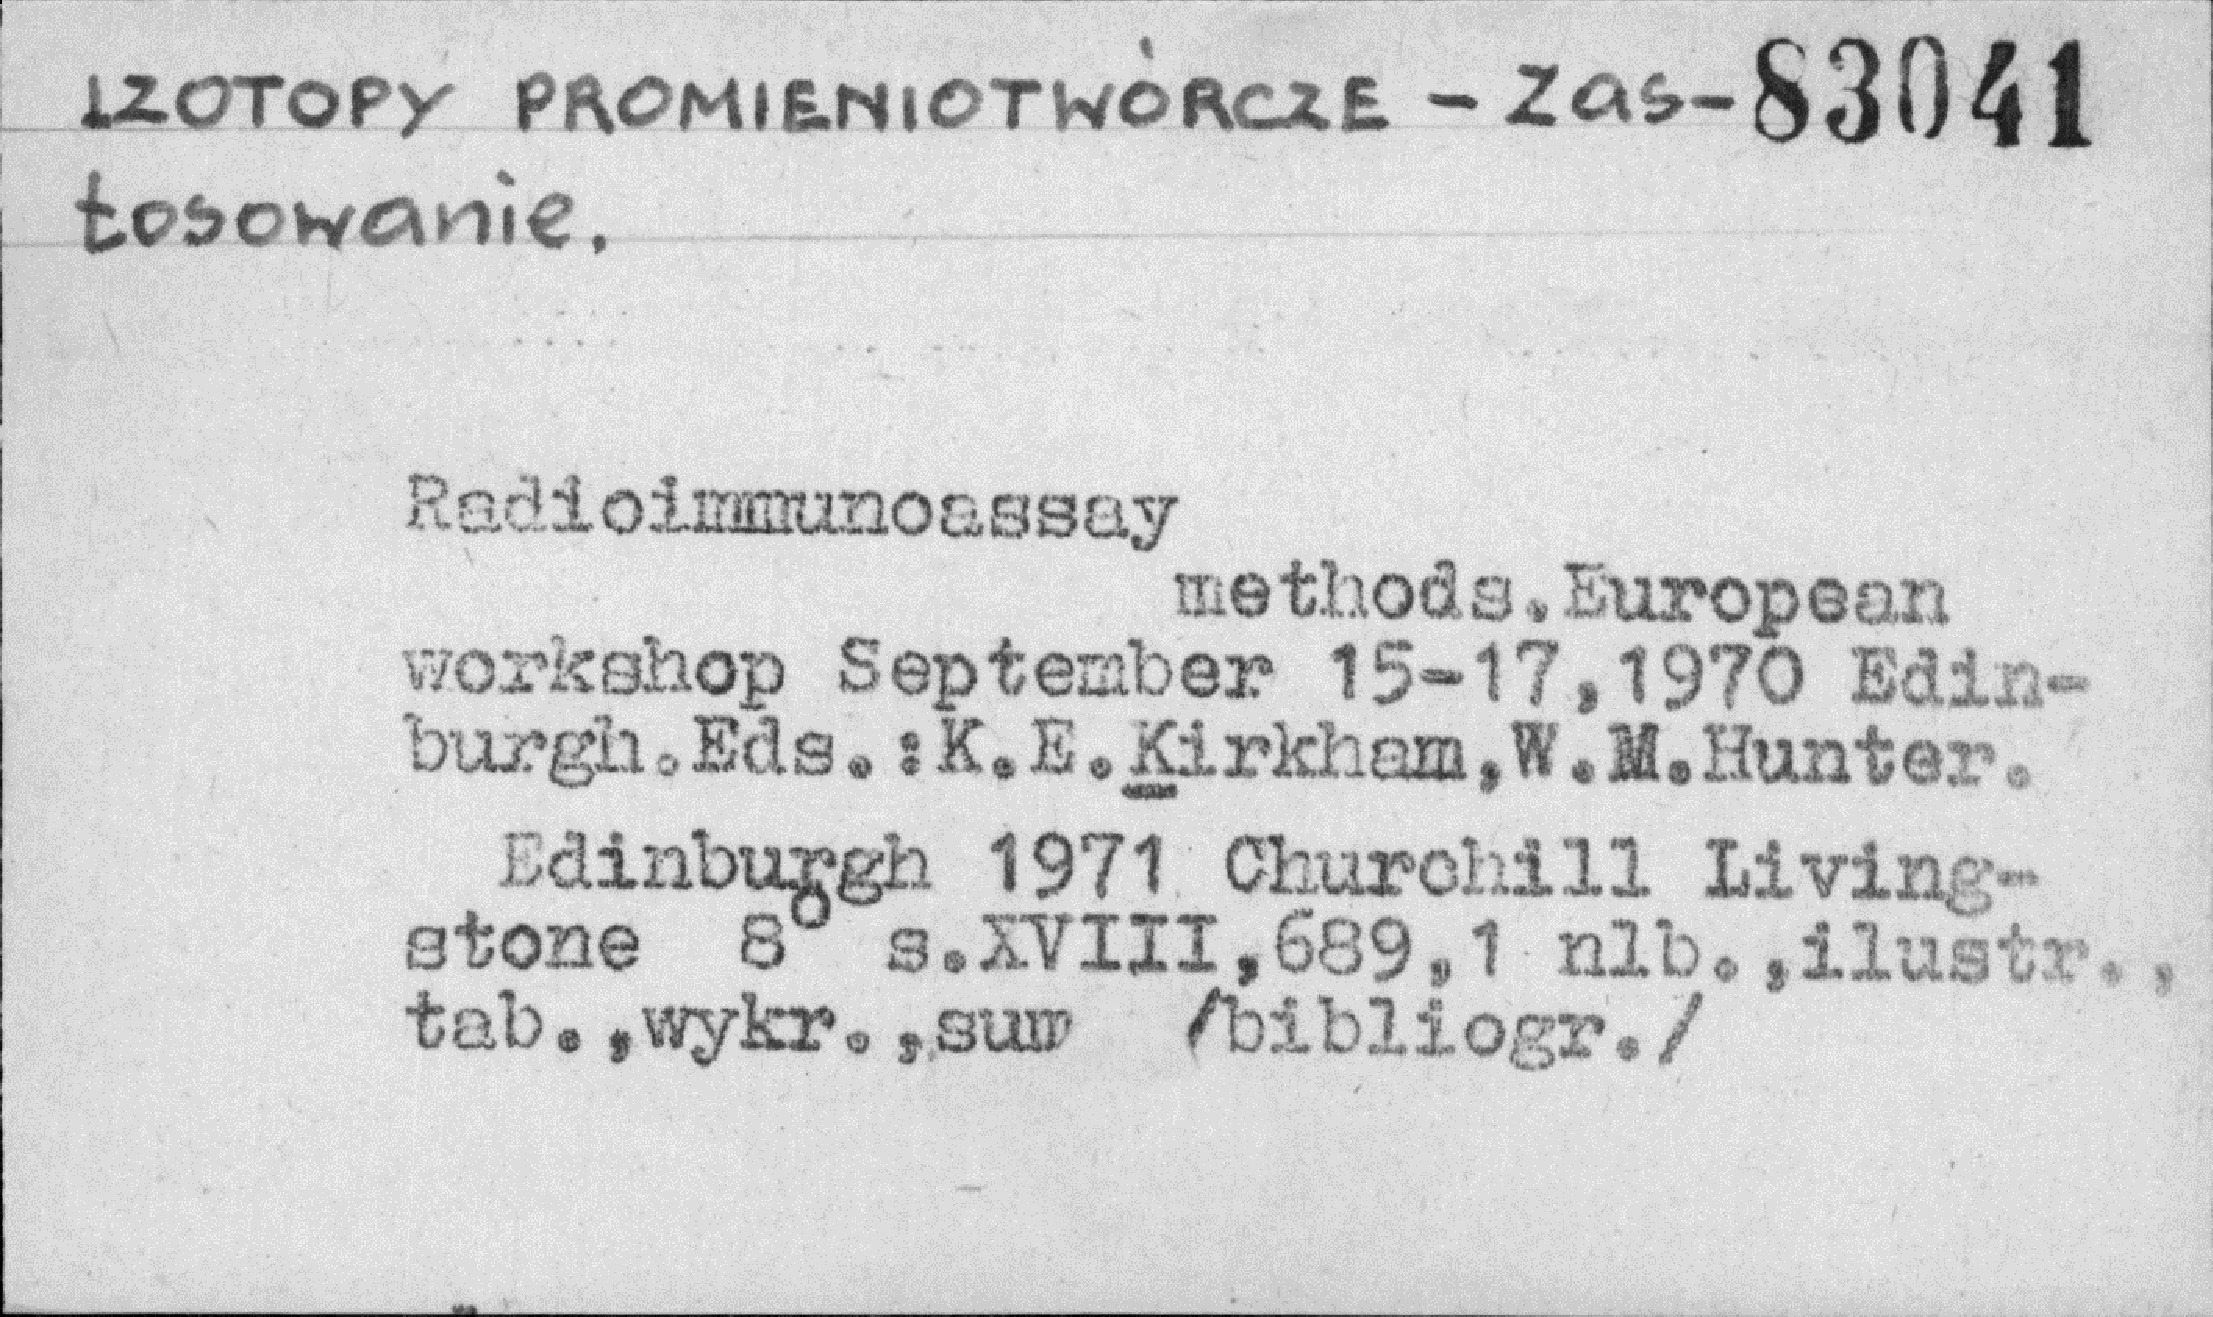 IZOTOPY PROMIENIOTWÓRCZE - Zas- 83041
tosowanie.
Radioimmunoassay
methods.European
workshop September 15-17,1970 Edin-
burgh.Eds.:K.E.Kirkham,W.M.Hunter.
Edinburgh 1971 Churchill Living-
stone 8° s.XVIII,689,1 nlb.,ilustr.,
tab.,wykr.,sum /bibliogr./